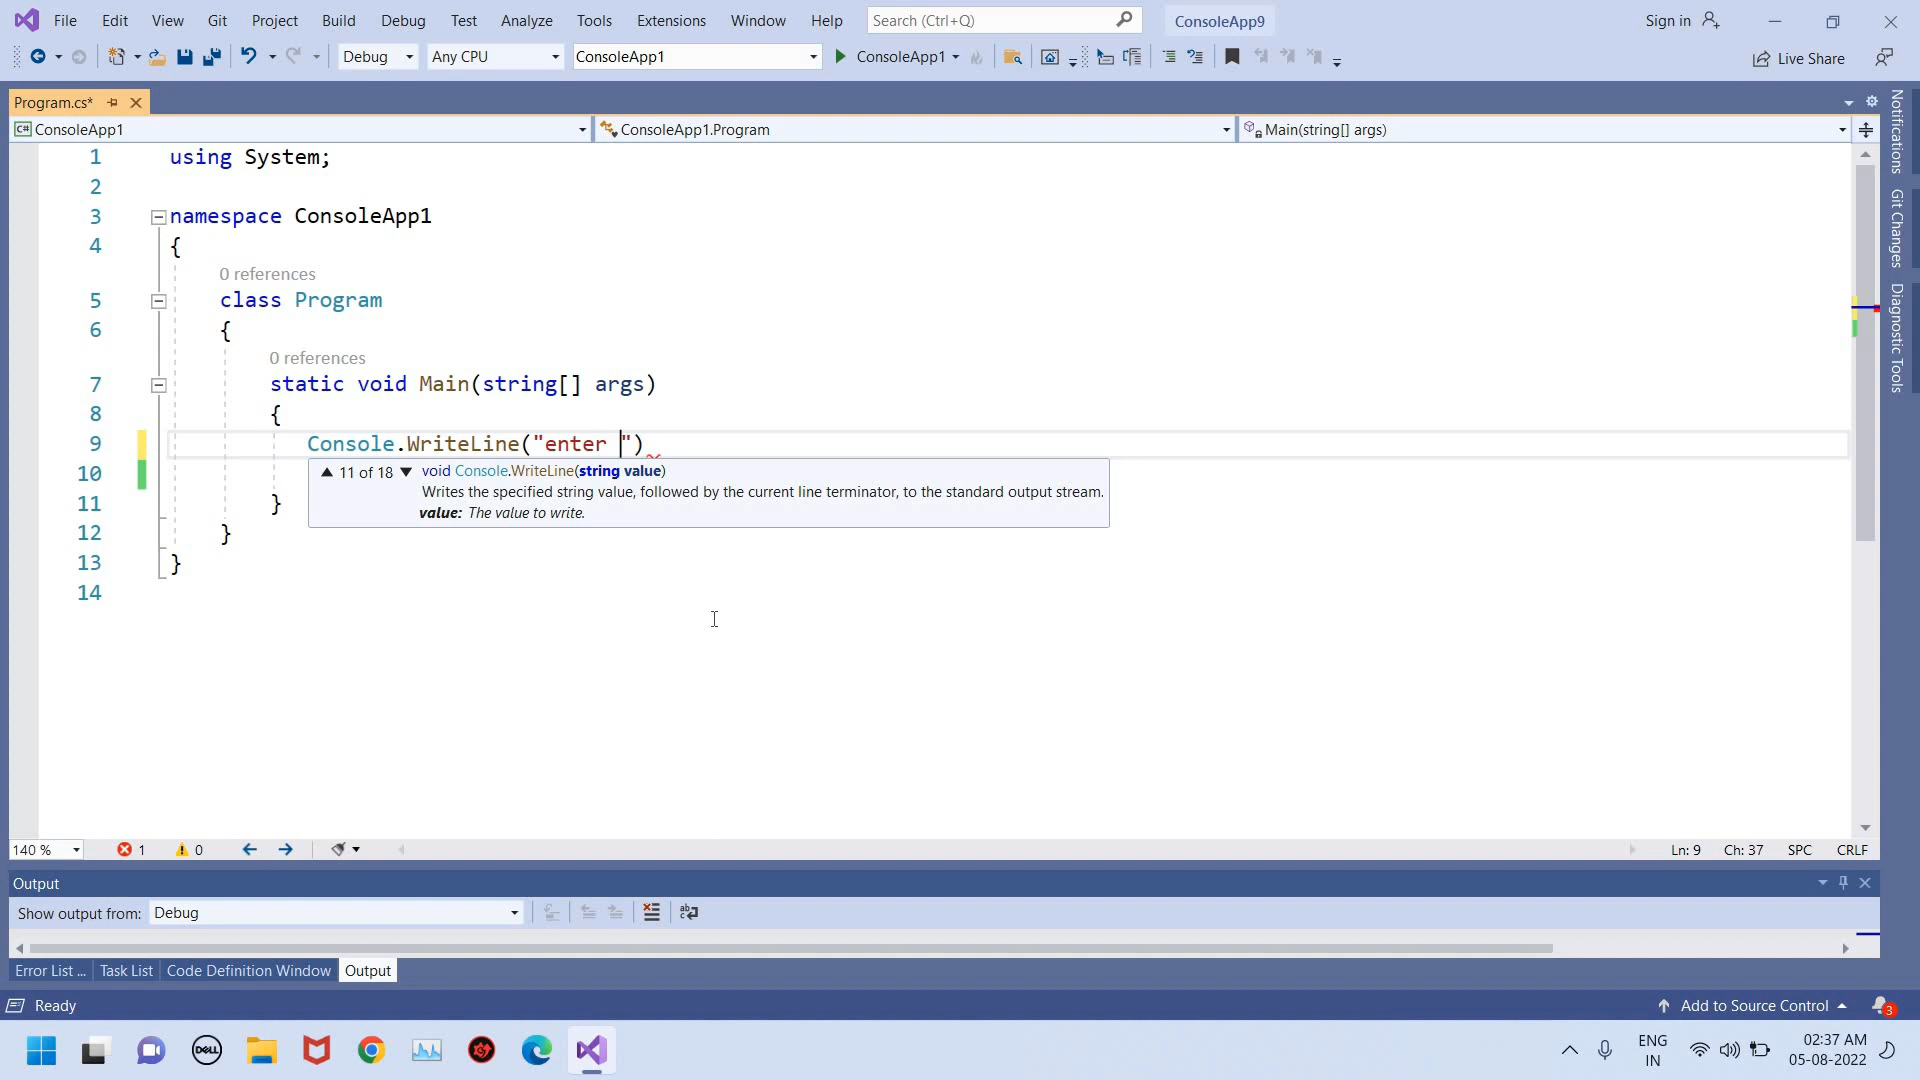 File Edit View Git Project Build Debug Test Analyze Tools Extensions Window Help Search (Ctrl+Q) ConsoleApp9 Sign in
Debug Any CPU ConsoleApp1 ConsoleApp1 Live Share
Program.cs*
C# ConsoleApp1 ConsoleApp1.Program Main(string[] args)
1 using System;
2
3 namespace ConsoleApp1
4 {
0 references
5 class Program
6 {
0 references
7 static void Main(string[] args)
8 {
9 Console.WriteLine("enter ")
10 11 of 18 void Console.WriteLine(string value)
Writes the specified string value, followed by the current line terminator, to the standard output stream.
11 } value: The value to write.
12 }
13 }
14
Notifications
Git Changes
Diagnostic Tools
140 % 1 0 Ln: 9 Ch: 37 SPC CRLF
Output
Show output from: Debug
Error List ... Task List Code Definition Window Output
Ready Add to Source Control 3
DELL ENG IN 02:37 AM
05-08-2022